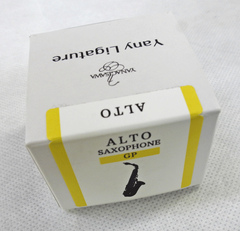 Yany Ligature
YANAGISAWA
ALTO
ALTO
SAXOPHONE
GP